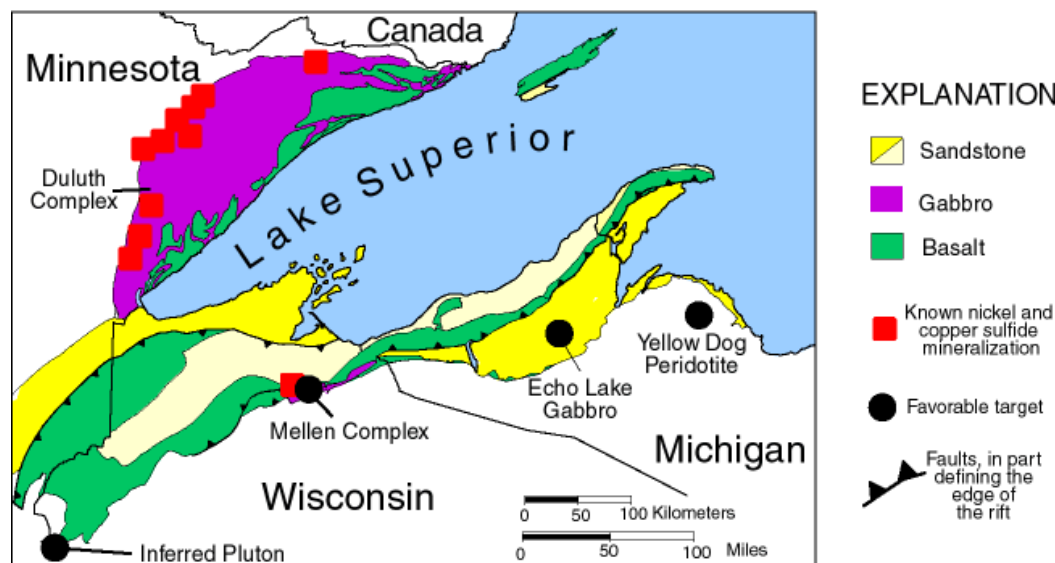 Canada
Minnesota
Duluth
Complex
Lake Superior
Yellow Dog
Peridotite
Echo Lake
Gabbro
Mellen Complex
Michigan
Wisconsin
Inferred Pluton
0 50 100 Kilometers
0 50 100 Miles
EXPLANATION
Sandstone
Gabbro
Basalt
Known nickel and
copper sulfide
mineralization
Favorable target
Faults, in part
defining the
edge of
the rift